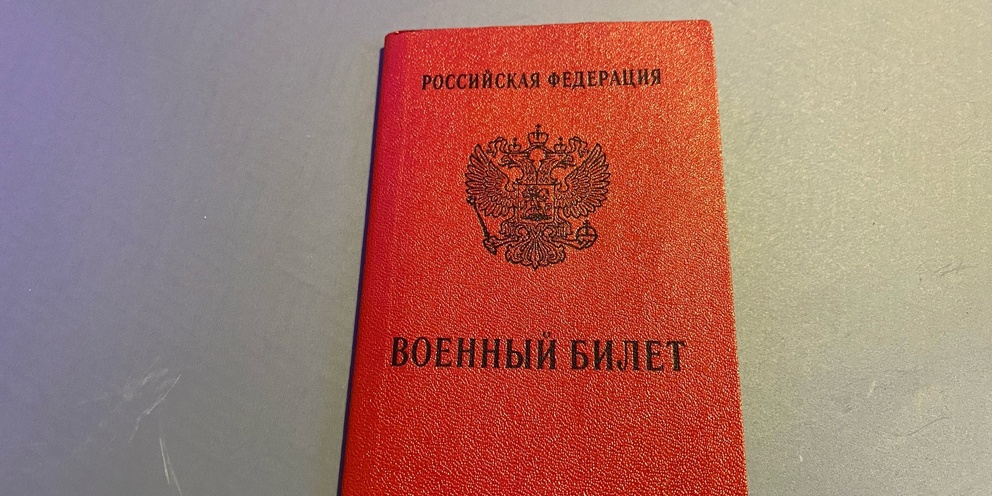 РОССИЙСКАЯ ФЕДЕРАЦИЯ
ВОЕННЫЙ БИЛЕТ